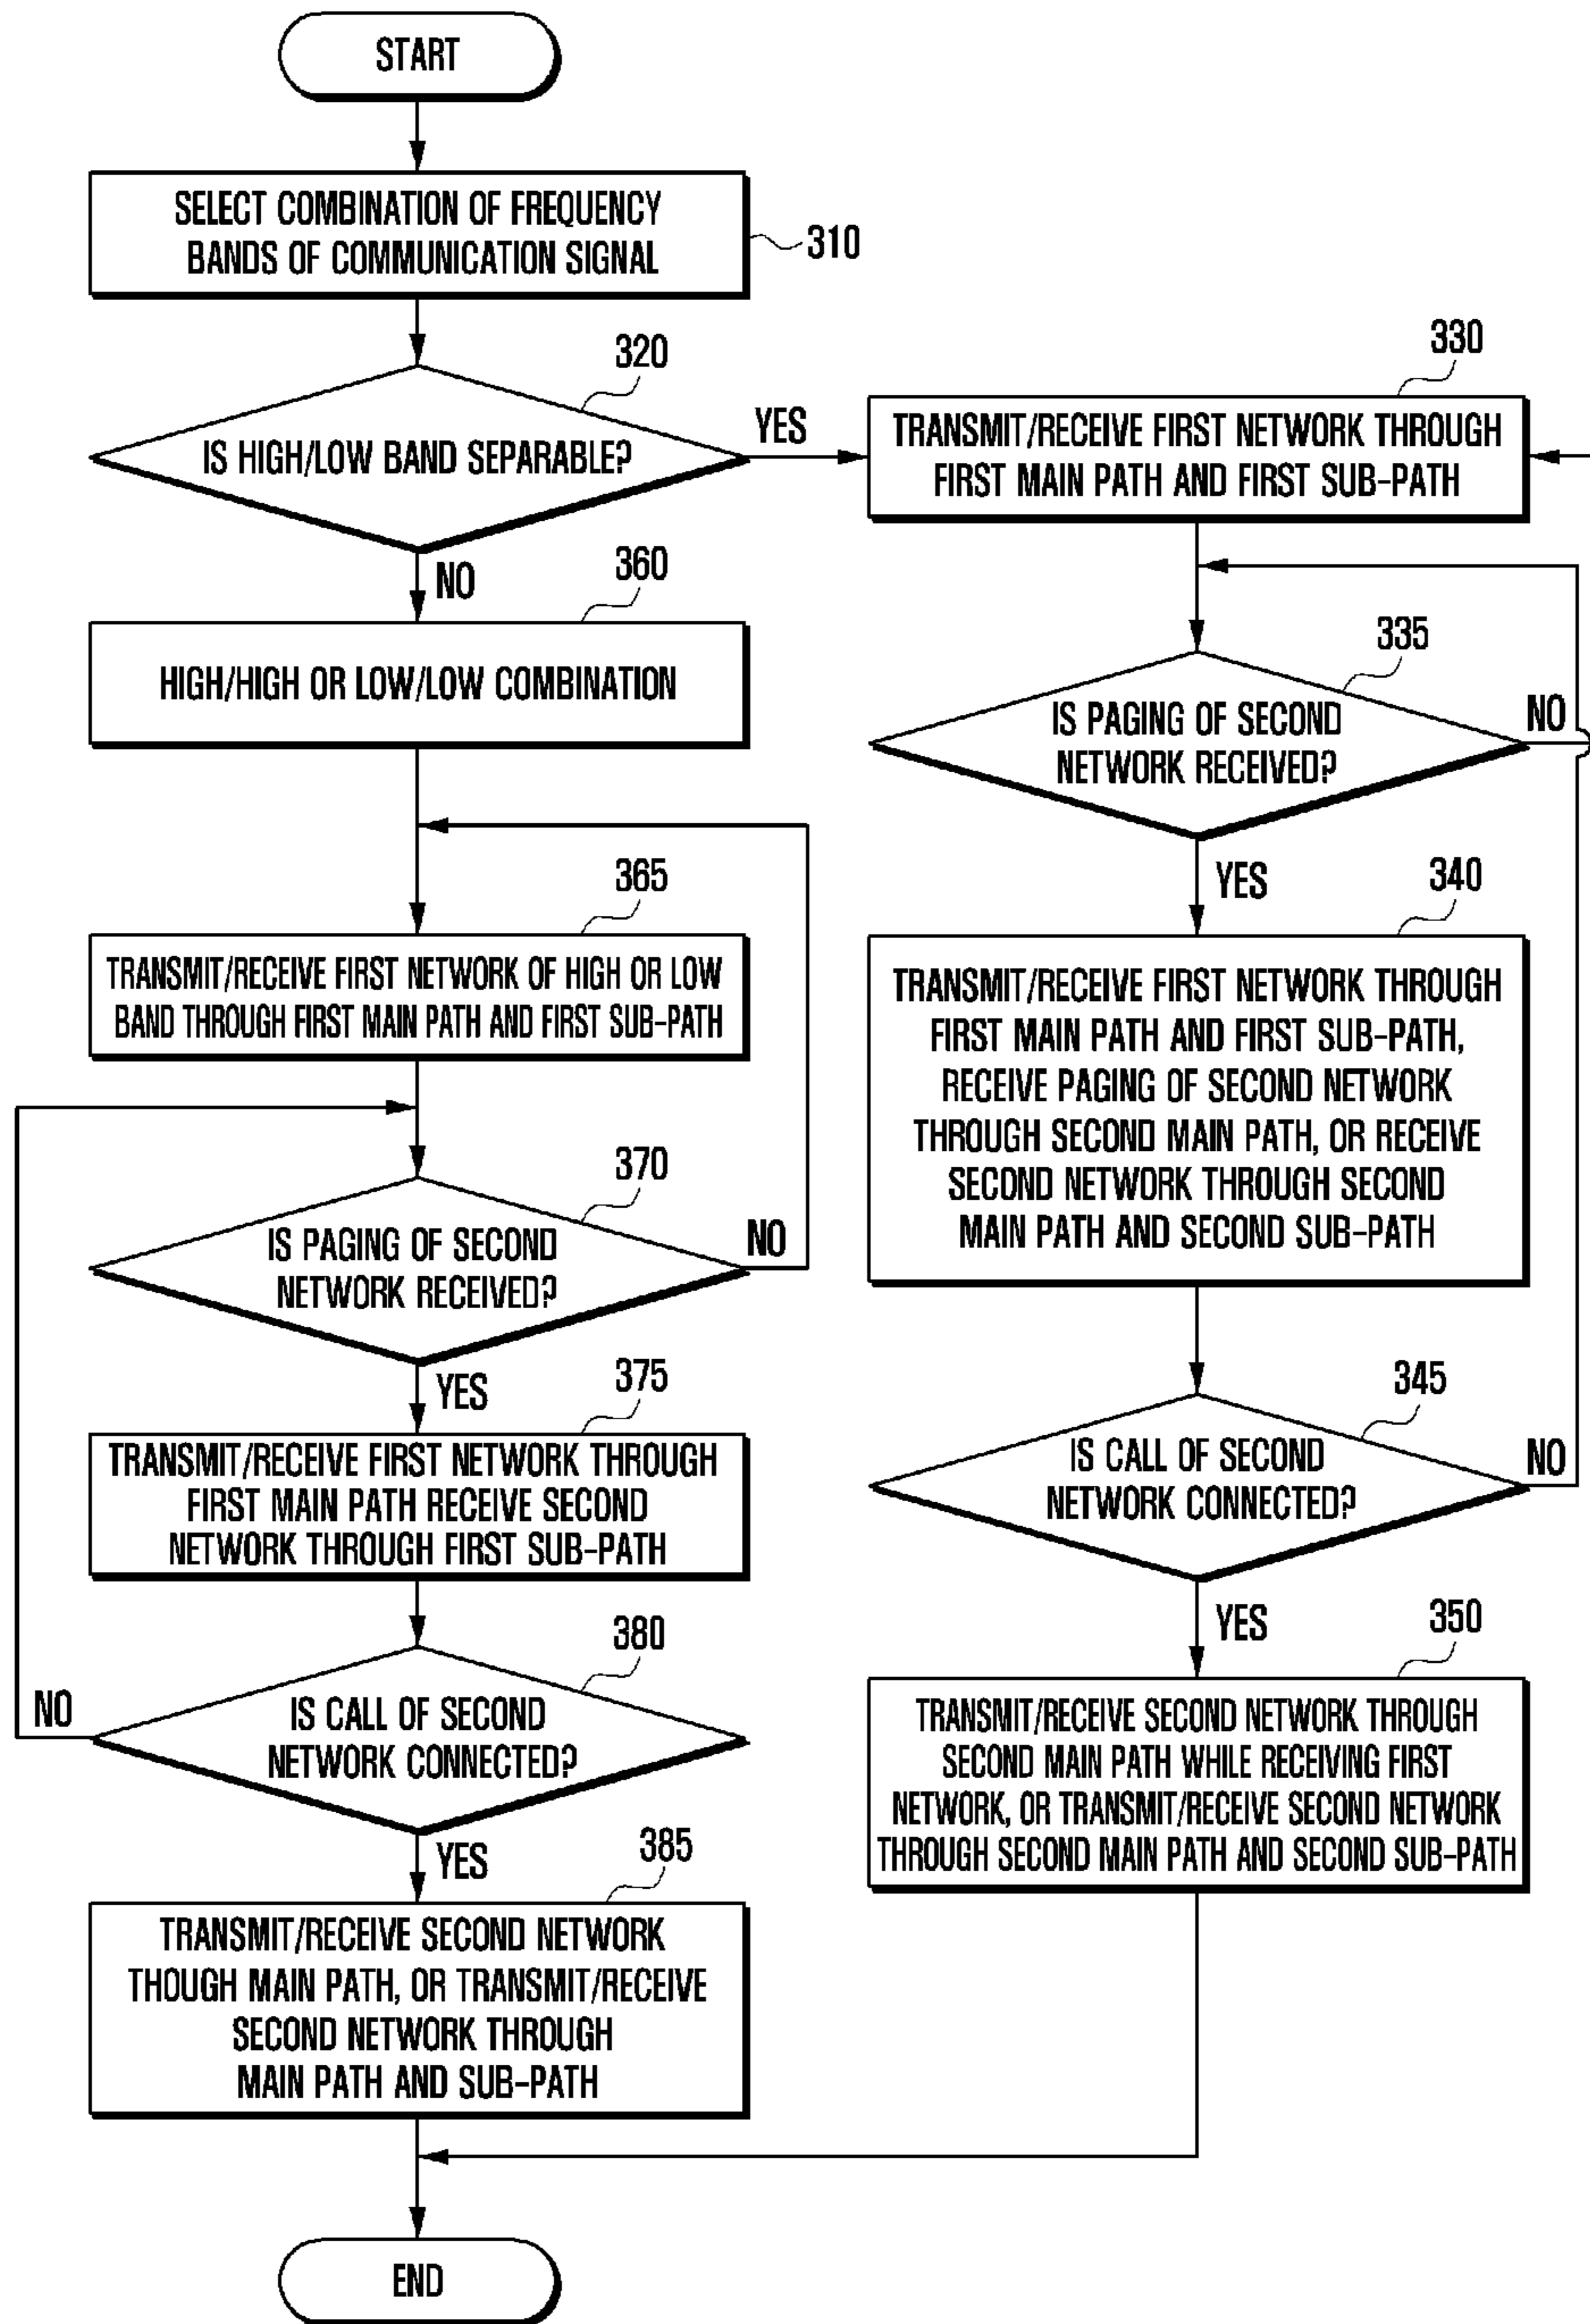 START
SELECT COMBINATION OF FREQUENCY
BANDS OF COMMUNICATION SIGNAL
310
320
IS HIGH/LOW BAND SEPARABLE?
YES
NO
330
TRANSMIT/RECEIVE FIRST NETWORK THROUGH
FIRST MAIN PATH AND FIRST SUB-PATH
335
IS PAGING OF SECOND
NETWORK RECEIVED?
NO
YES
340
TRANSMIT/RECEIVE FIRST NETWORK THROUGH
FIRST MAIN PATH AND FIRST SUB-PATH,
RECEIVE PAGING OF SECOND NETWORK
THROUGH SECOND MAIN PATH, OR RECEIVE
SECOND NETWORK THROUGH SECOND
MAIN PATH AND SECOND SUB-PATH
345
IS CALL OF SECOND
NETWORK CONNECTED?
NO
YES
350
TRANSMIT/RECEIVE SECOND NETWORK THROUGH
SECOND MAIN PATH WHILE RECEIVING FIRST
NETWORK, OR TRANSMIT/RECEIVE SECOND NETWORK
THROUGH SECOND MAIN PATH AND SECOND SUB-PATH
360
HIGH/HIGH OR LOW/LOW COMBINATION
365
TRANSMIT/RECEIVE FIRST NETWORK OF HIGH OR LOW
BAND THROUGH FIRST MAIN PATH AND FIRST SUB-PATH
370
IS PAGING OF SECOND
NETWORK RECEIVED?
NO
YES
375
TRANSMIT/RECEIVE FIRST NETWORK THROUGH
FIRST MAIN PATH RECEIVE SECOND
NETWORK THROUGH FIRST SUB-PATH
380
IS CALL OF SECOND
NETWORK CONNECTED?
NO
YES
385
TRANSMIT/RECEIVE SECOND NETWORK
THOUGH MAIN PATH, OR TRANSMIT/RECEIVE
SECOND NETWORK THROUGH
MAIN PATH AND SUB-PATH
END